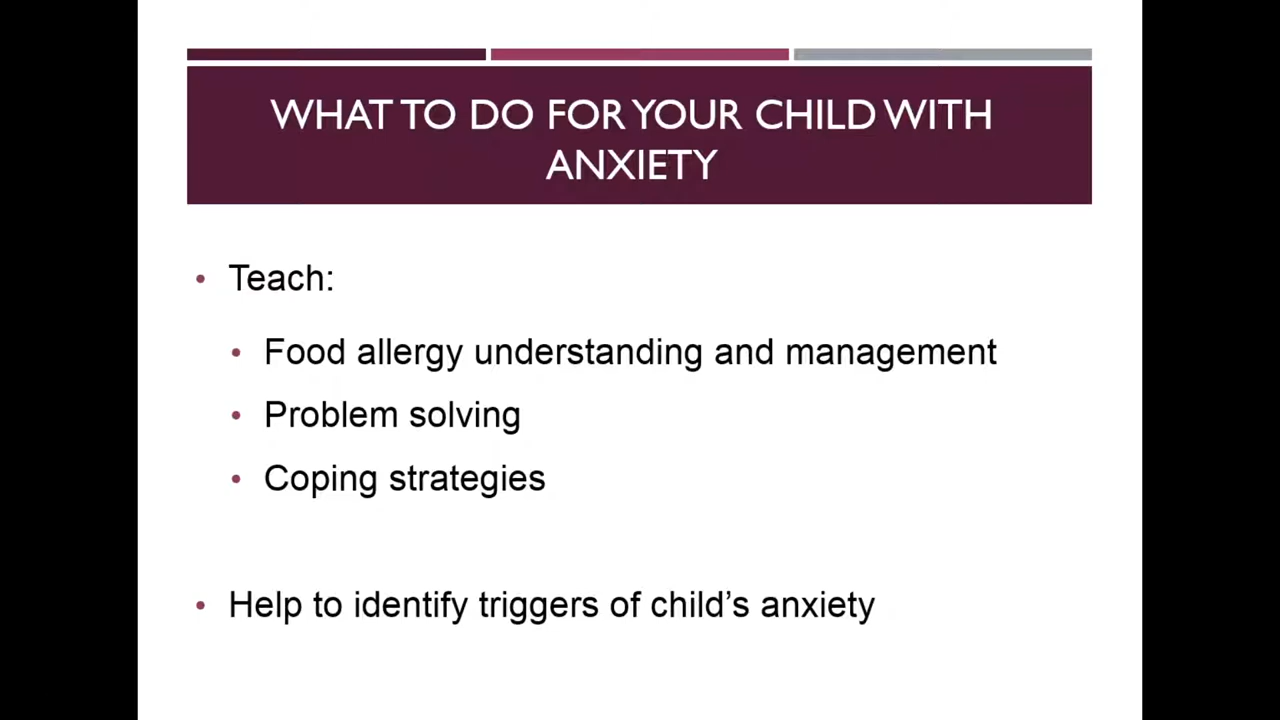 WHAT TO DO FOR YOUR CHILD WITH
ANXIETY
• Teach:
• Food allergy understanding and management
• Problem solving
• Coping strategies
• Help to identify triggers of child’s anxiety